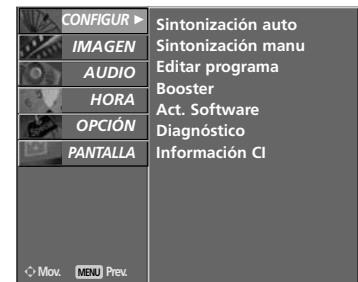 CONFIGUR ►
IMAGEN
AUDIO
HORA
OPCIÓN
PANTALLA
Sintonización auto
Sintonización manu
Editar programa
Booster
Act. Software
Diagnóstico
Información CI
Mov. MENU Prev.